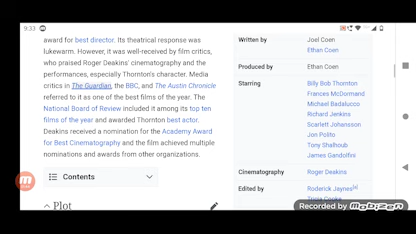 9:33
award for best director. Its theatrical response was
lukewarm. However, it was well-received by film critics,
who praised Roger Deakins' cinematography and the
performances, especially Thornton's character. Media
critics in The Guardian, the BBC, and The Austin Chronicle
referred to it as one of the best films of the year. The
National Board of Review included it among its top ten
films of the year and awarded Thornton best actor.
Deakins received a nomination for the Academy Award
for Best Cinematography and the film achieved multiple
nominations and awards from other organizations.
Contents
Plot
Written by Joel Coen
Ethan Coen
Produced by Ethan Coen
Starring Billy Bob Thornton
Frances McDormand
Michael Badalucco
Richard Jenkins
Scarlett Johansson
Jon Polito
Tony Shalhoub
James Gandolfini
Cinematography Roger Deakins
Edited by Roderick Jaynes[a]
Tricia Cooke
Recorded by
MOBIZEN